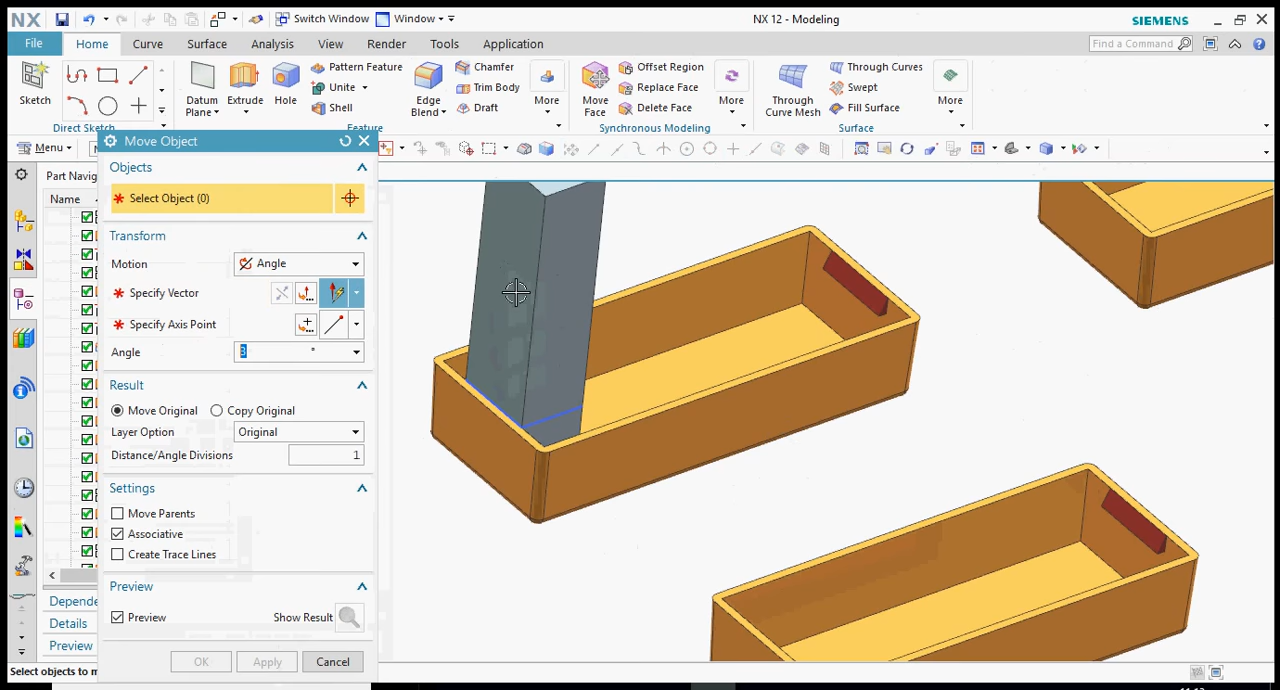 NX
Switch Window
Window
NX 12 - Modeling
SIEMENS
File
Home
Curve
Surface
Analysis
View
Render
Tools
Application
Find a Command
Sketch
Direct Sketch
Datum Plane
Extrude
Hole
Pattern Feature
Unite
Shell
Edge Blend
Chamfer
Trim Body
Draft
More
Feature
Move Face
Offset Region
Replace Face
Delete Face
More
Synchronous Modeling
Through Curve Mesh
Through Curves
Swept
Fill Surface
More
Surface
Menu
Move Object
Part Navig
Name
Objects
* Select Object (0)
Transform
Motion
Angle
* Specify Vector
* Specify Axis Point
Angle
3 °
Result
Move Original
Copy Original
Layer Option
Original
Distance/Angle Divisions
1
Settings
Move Parents
Associative
Create Trace Lines
Preview
Preview
Show Result
OK
Apply
Cancel
Depende
Details
Preview
Select objects to m